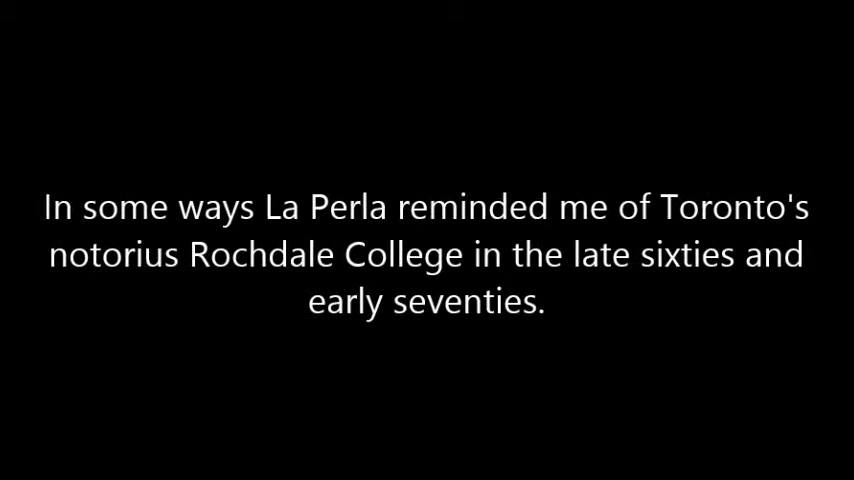 In some ways La Perla reminded me of Toronto's
notorius Rochdale College in the late sixties and
early seventies.